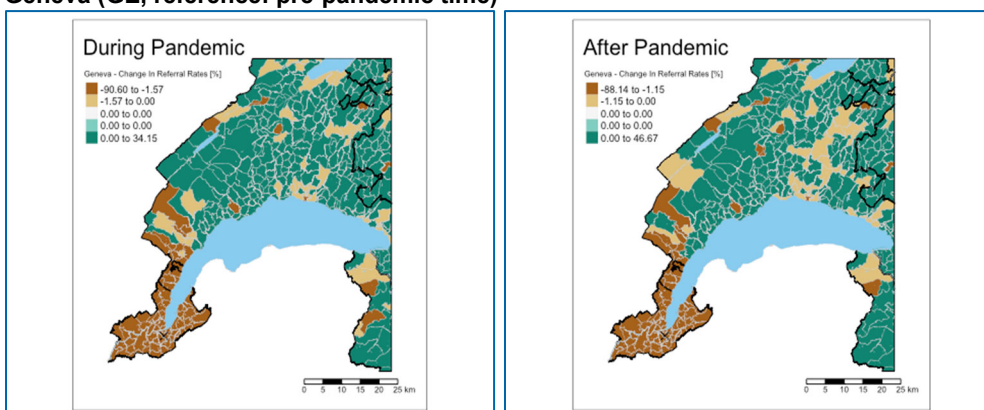 Geneva (GE, reference: pre-pandemic time)
During Pandemic
Geneva - Change In Referral Rates [%]
-90.60 to -1.57
-1.57 to 0.00
0.00 to 0.00
0.00 to 0.00
0.00 to 34.15
0 5 10 15 20 25 km
After Pandemic
Geneva - Change In Referral Rates [%]
-88.14 to -1.15
-1.15 to 0.00
0.00 to 0.00
0.00 to 0.00
0.00 to 46.67
0 5 10 15 20 25 km